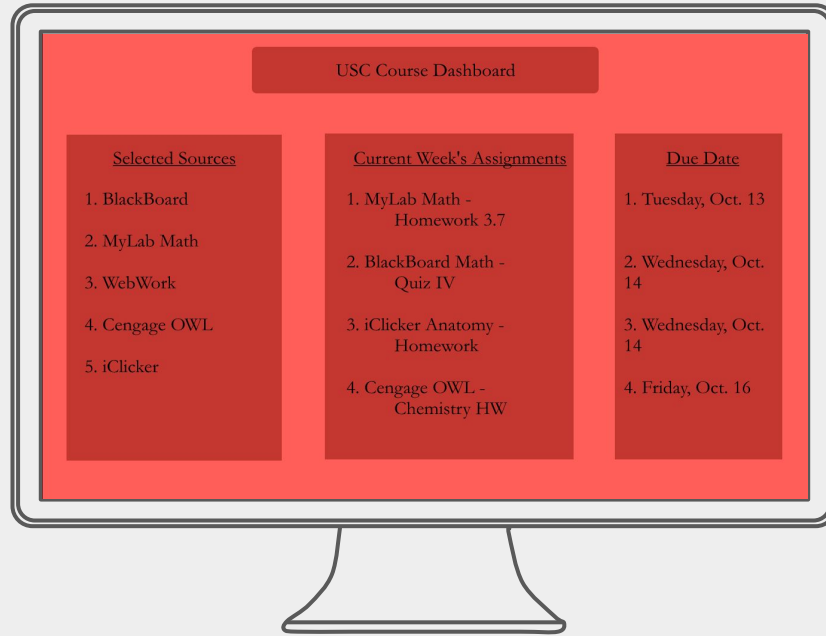 USC Course Dashboard
Selected Sources
1. BlackBoard
2. MyLab Math
3. WebWork
4. Cengage OWL
5. iClicker
Current Week's Assignments
1. MyLab Math -
Homework 3.7
2. BlackBoard Math -
Quiz IV
3. iClicker Anatomy -
Homework
4. Cengage OWL -
Chemistry HW
Due Date
1. Tuesday, Oct. 13
2. Wednesday, Oct.
14
3. Wednesday, Oct.
14
4. Friday, Oct. 16